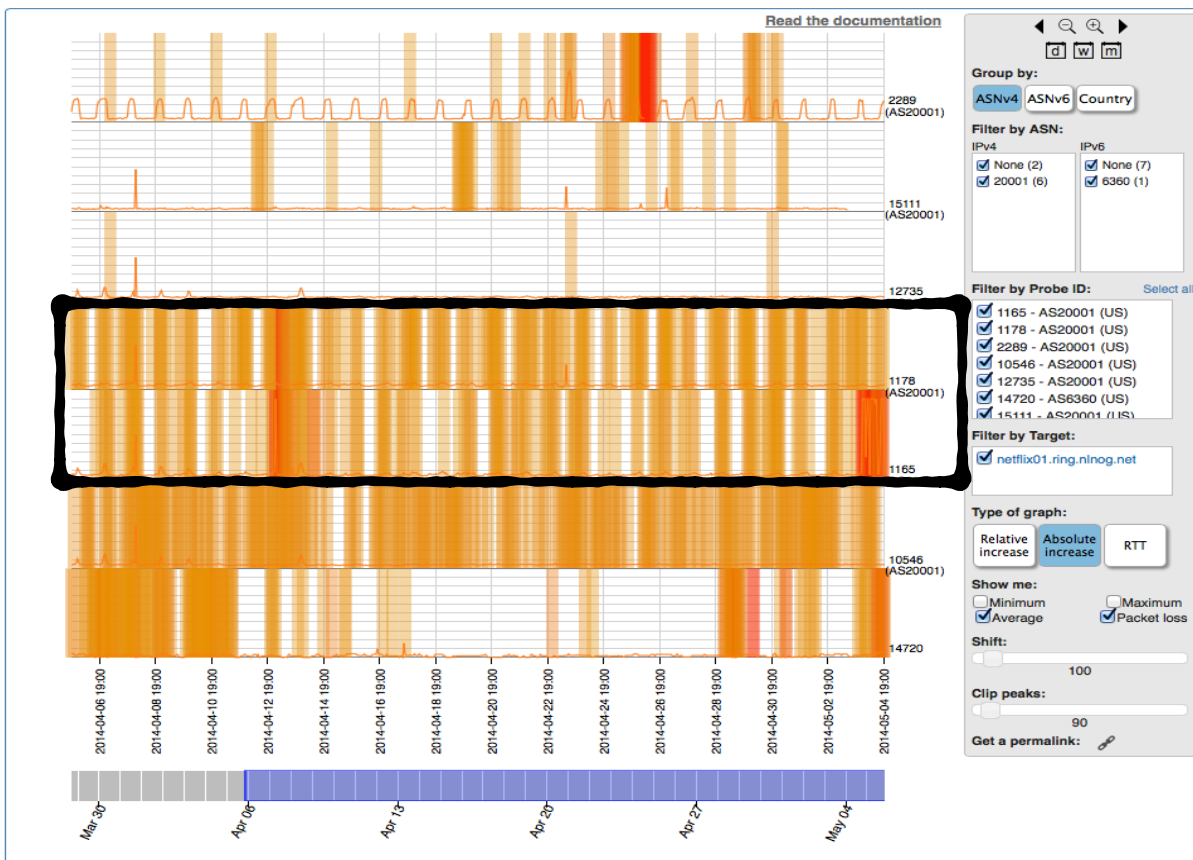 Read the documentation
2289
(AS20001)
15111
(AS20001)
12735
1178
(AS20001)
1165
10546
(AS20001)
14720
2014-04-06 19:00
2014-04-08 19:00
2014-04-10 19:00
2014-04-12 19:00
2014-04-14 19:00
2014-04-16 19:00
2014-04-18 19:00
2014-04-20 19:00
2014-04-22 19:00
2014-04-24 19:00
2014-04-26 19:00
2014-04-28 19:00
2014-04-30 19:00
2014-05-02 19:00
2014-05-04 19:00
Mar 30
Apr 06
Apr 13
Apr 20
Apr 27
May 04
d w m
Group by:
ASNv4 ASNv6 Country
Filter by ASN:
IPv4 IPv6
None (2) None (7)
20001 (6) 6360 (1)
Filter by Probe ID: Select all
1165 - AS20001 (US)
1178 - AS20001 (US)
2289 - AS20001 (US)
10546 - AS20001 (US)
12735 - AS20001 (US)
14720 - AS6360 (US)
15111 - AS20001 (US)
Filter by Target:
netflix01.ring.nlnog.net
Type of graph:
Relative increase Absolute increase RTT
Show me:
Minimum Maximum
Average Packet loss
Shift:
100
Clip peaks:
90
Get a permalink: